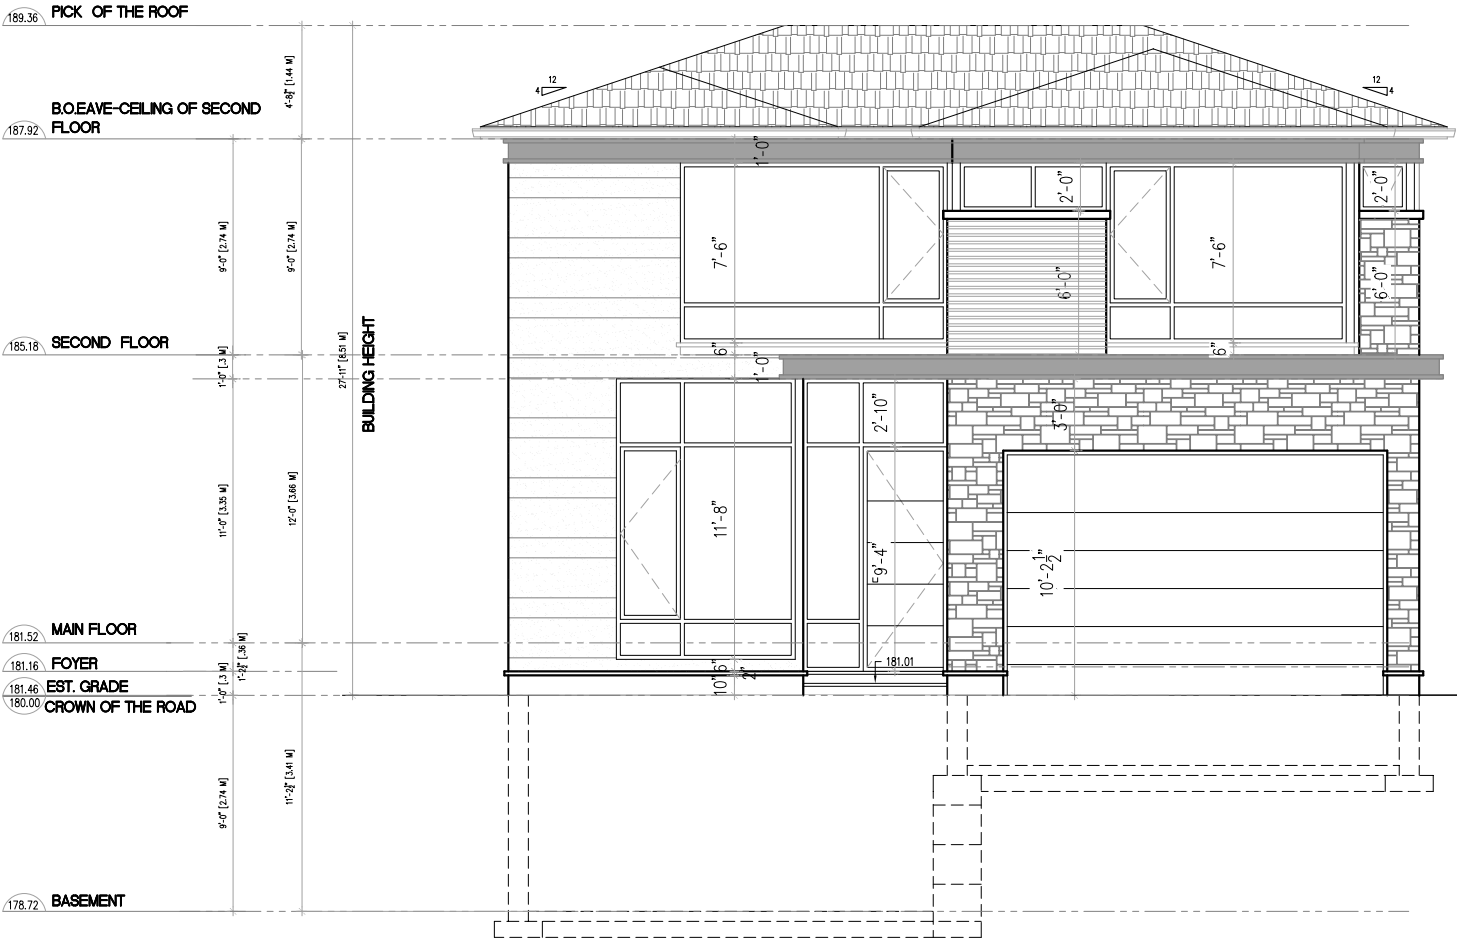 189.36 PICK OF THE ROOF
12
4
12
4
4'-8½" [1.44 M]
B.O.EAVE-CEILING OF SECOND
FLOOR
187.92
1'-0"
2'-0"
2'-0"
9'-0" [2.74 M]
9'-0" [2.74 M]
7'-6"
7'-6"
6'-0"
6'-0"
185.18 SECOND FLOOR
27'-11" [8.51 M]
BUILDING HEIGHT
6"
6"
1'-0" [.3 M]
1'-0"
2'-10"
3'-0"
11'-0" [3.35 M]
12'-0" [3.66 M]
11'-8"
9'-4"
10'-2½"
181.52 MAIN FLOOR
1'-2½" [.36 M]
181.16 FOYER
181.01
1'-0" [.3 M]
10"
6"
2"
181.46 EST. GRADE
180.00 CROWN OF THE ROAD
9'-0" [2.74 M]
11'-2½" [3.41 M]
178.72 BASEMENT